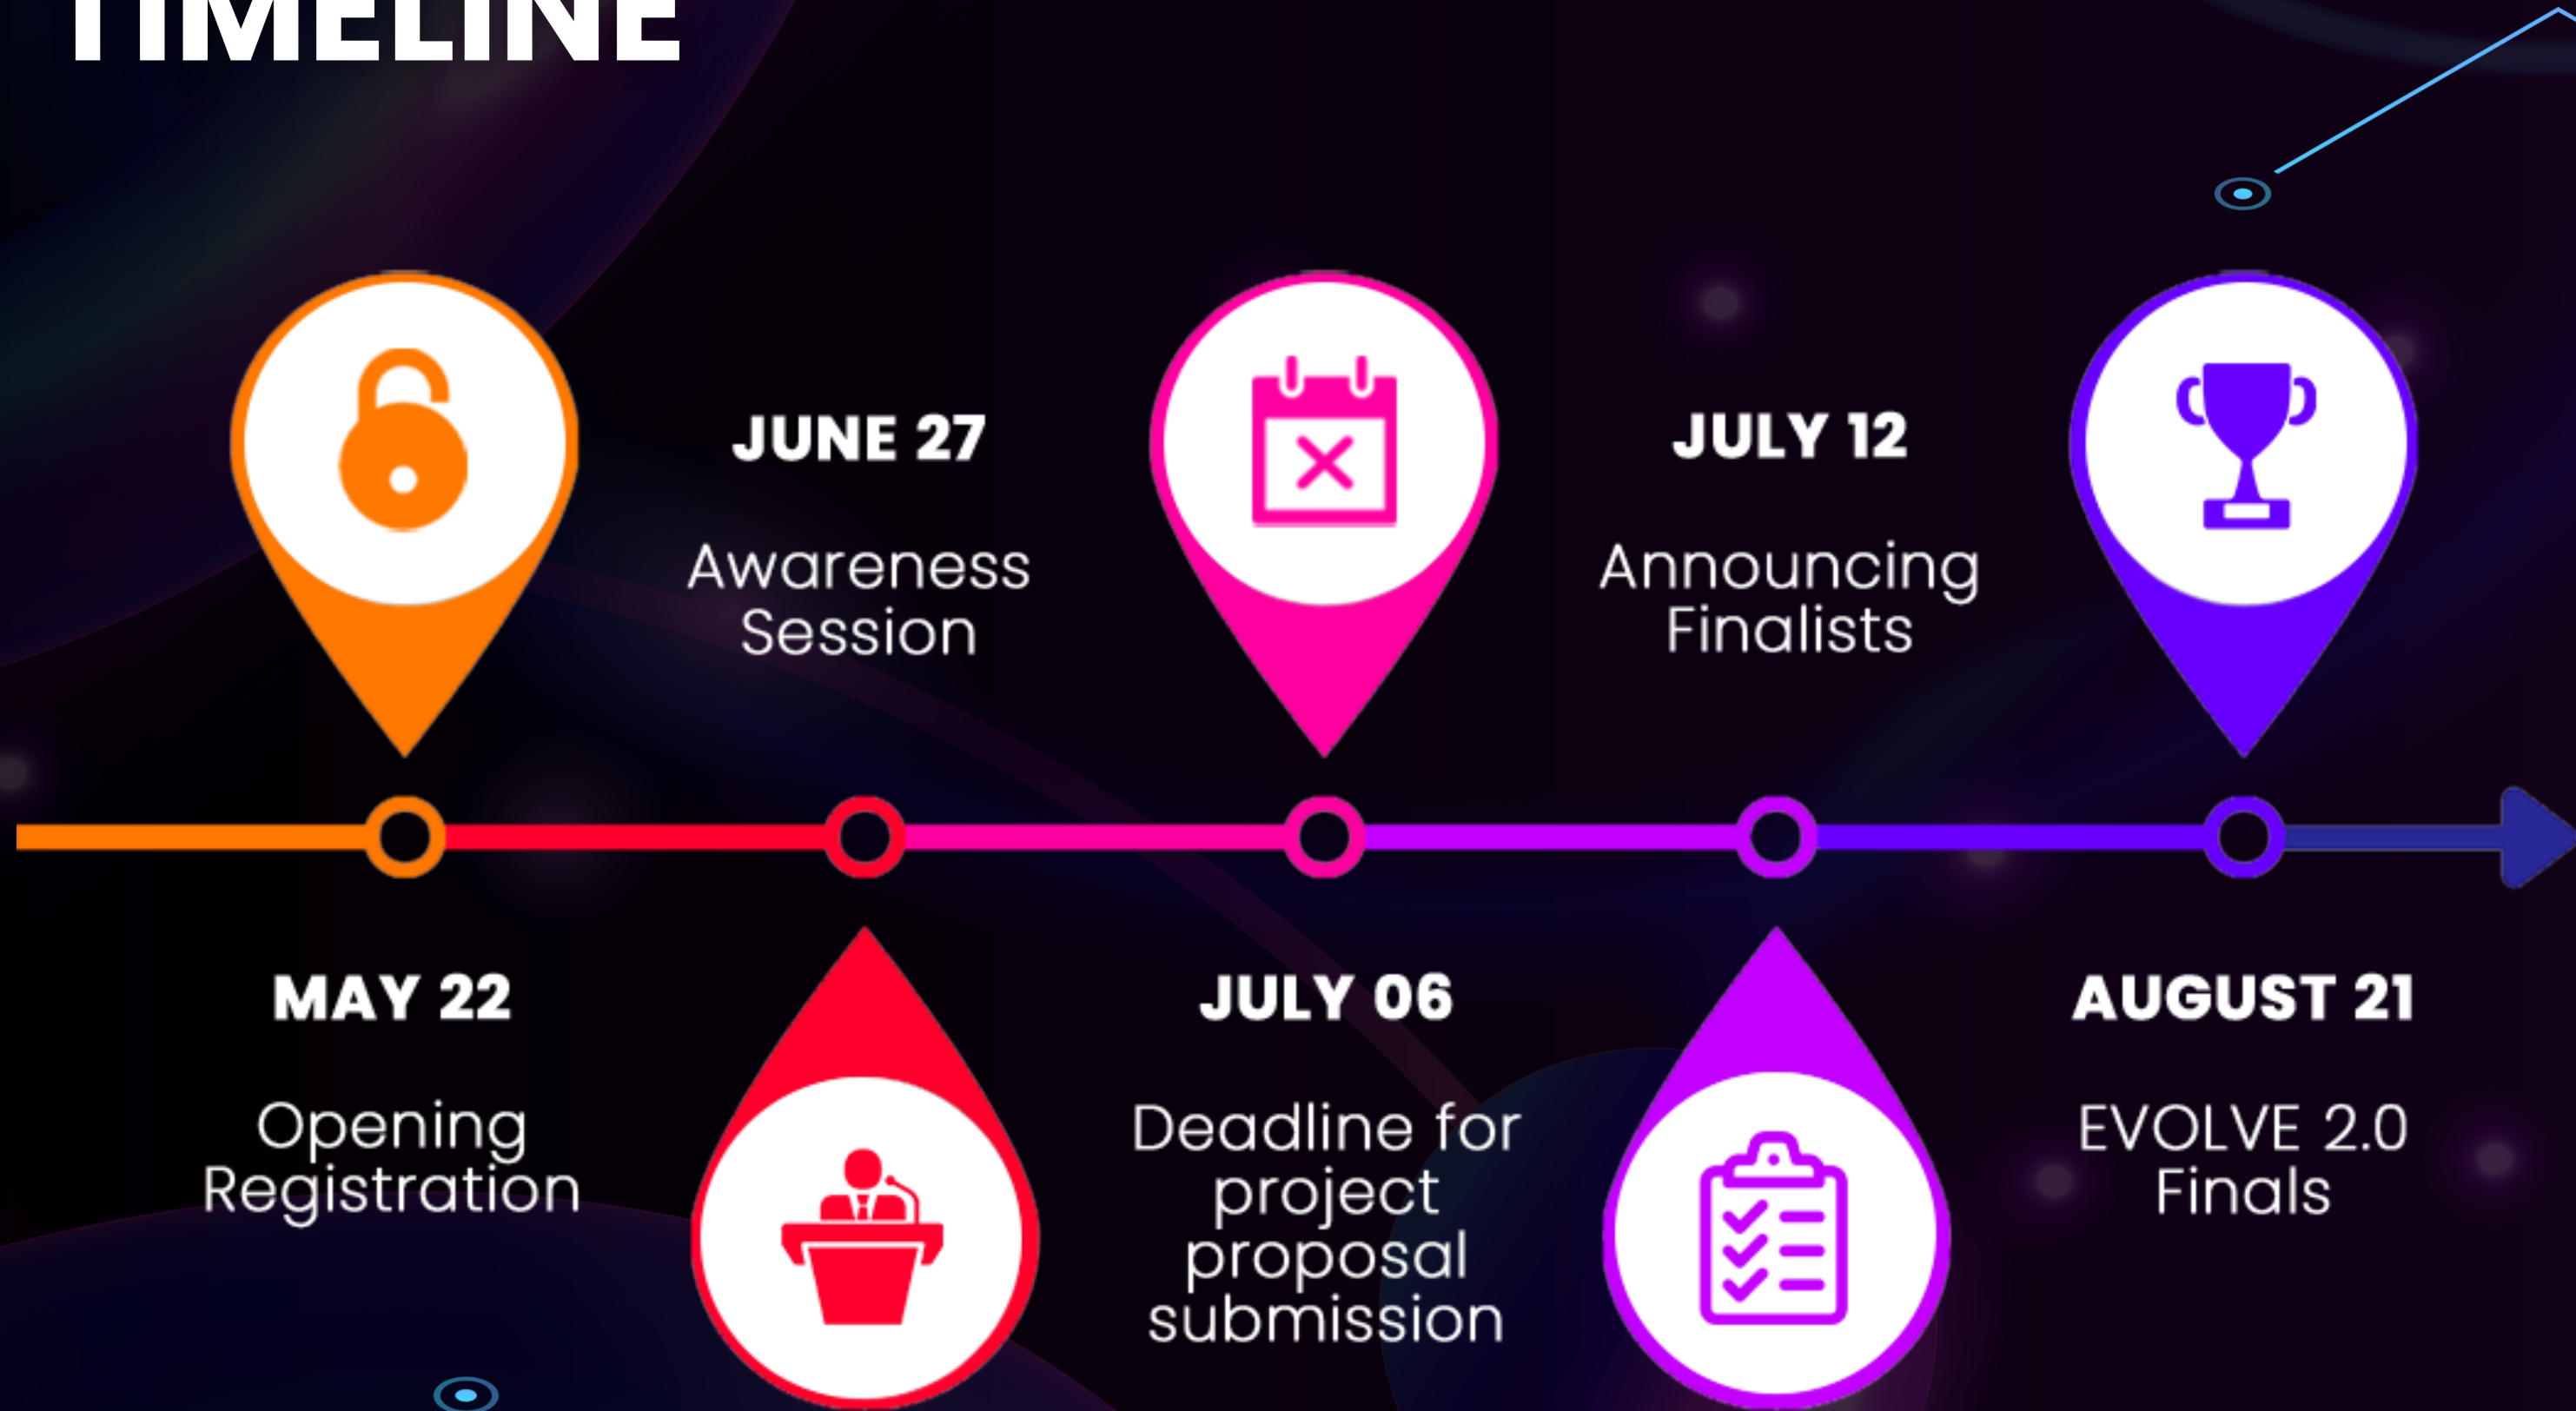 TIMELINE
MAY 22
Opening
Registration
JUNE 27
Awareness
Session
JULY 06
Deadline for
project
proposal
submission
JULY 12
Announcing
Finalists
AUGUST 21
EVOLVE 2.0
Finals